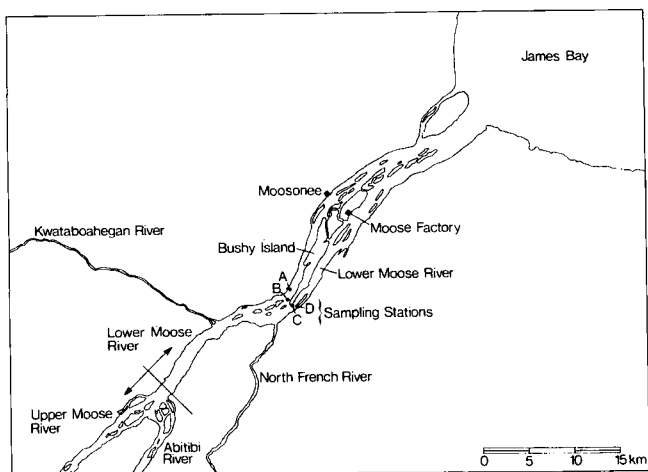 James Bay
Moosonee
Moose Factory
Kwataboahegan River
Bushy Island
Lower Moose River
A
B
D
C
Sampling Stations
Lower Moose
River
North French River
Upper Moose
River
Abitibi
River
0 5 10 15 km